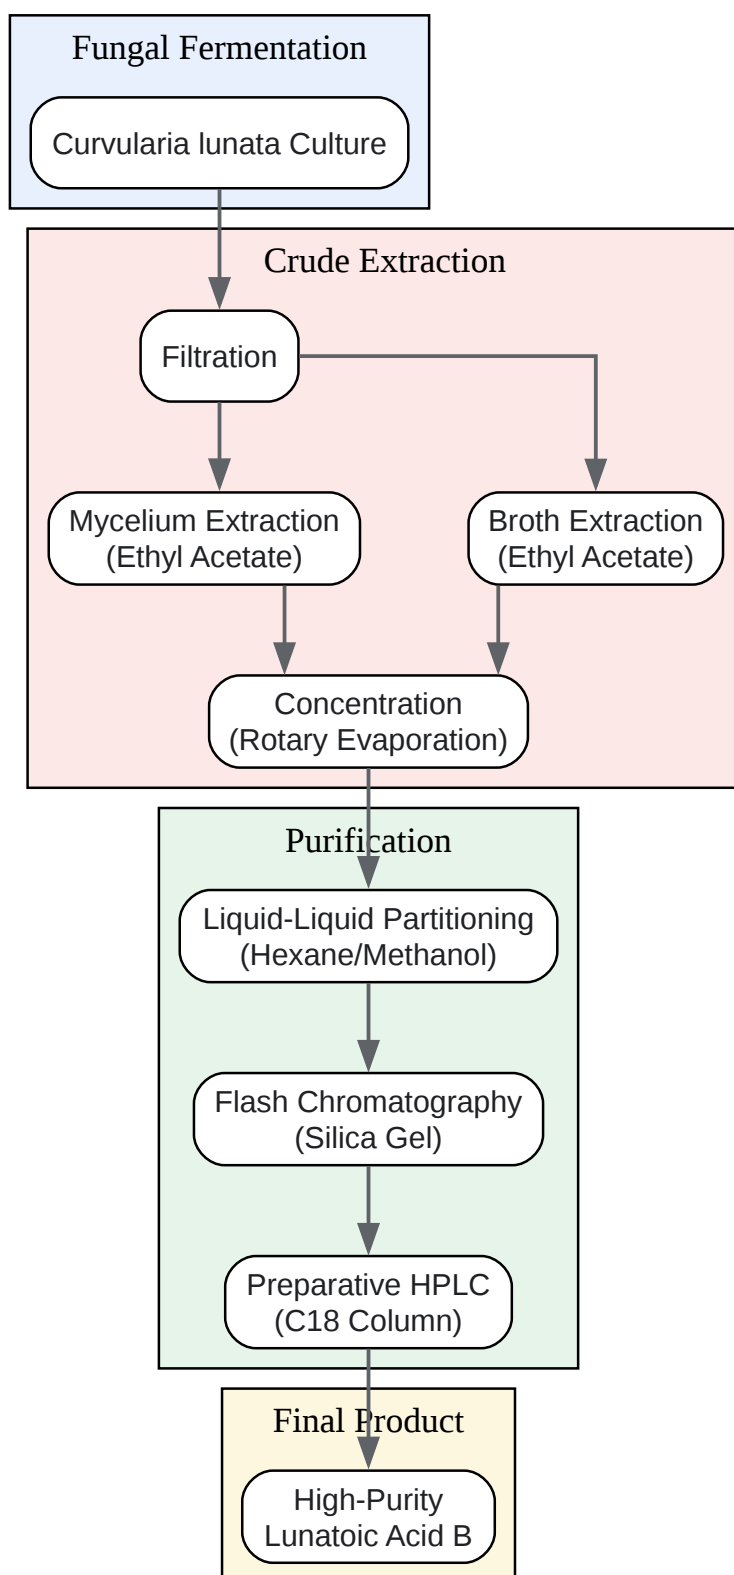 Fungal Fermentation
Curvularia lunata Culture
Crude Extraction
Filtration
Mycelium Extraction
(Ethyl Acetate)
Broth Extraction
(Ethyl Acetate)
Concentration
(Rotary Evaporation)
Purification
Liquid-Liquid Partitioning
(Hexane/Methanol)
Flash Chromatography
(Silica Gel)
Preparative HPLC
(C18 Column)
Final Product
High-Purity
Lunatoic Acid B